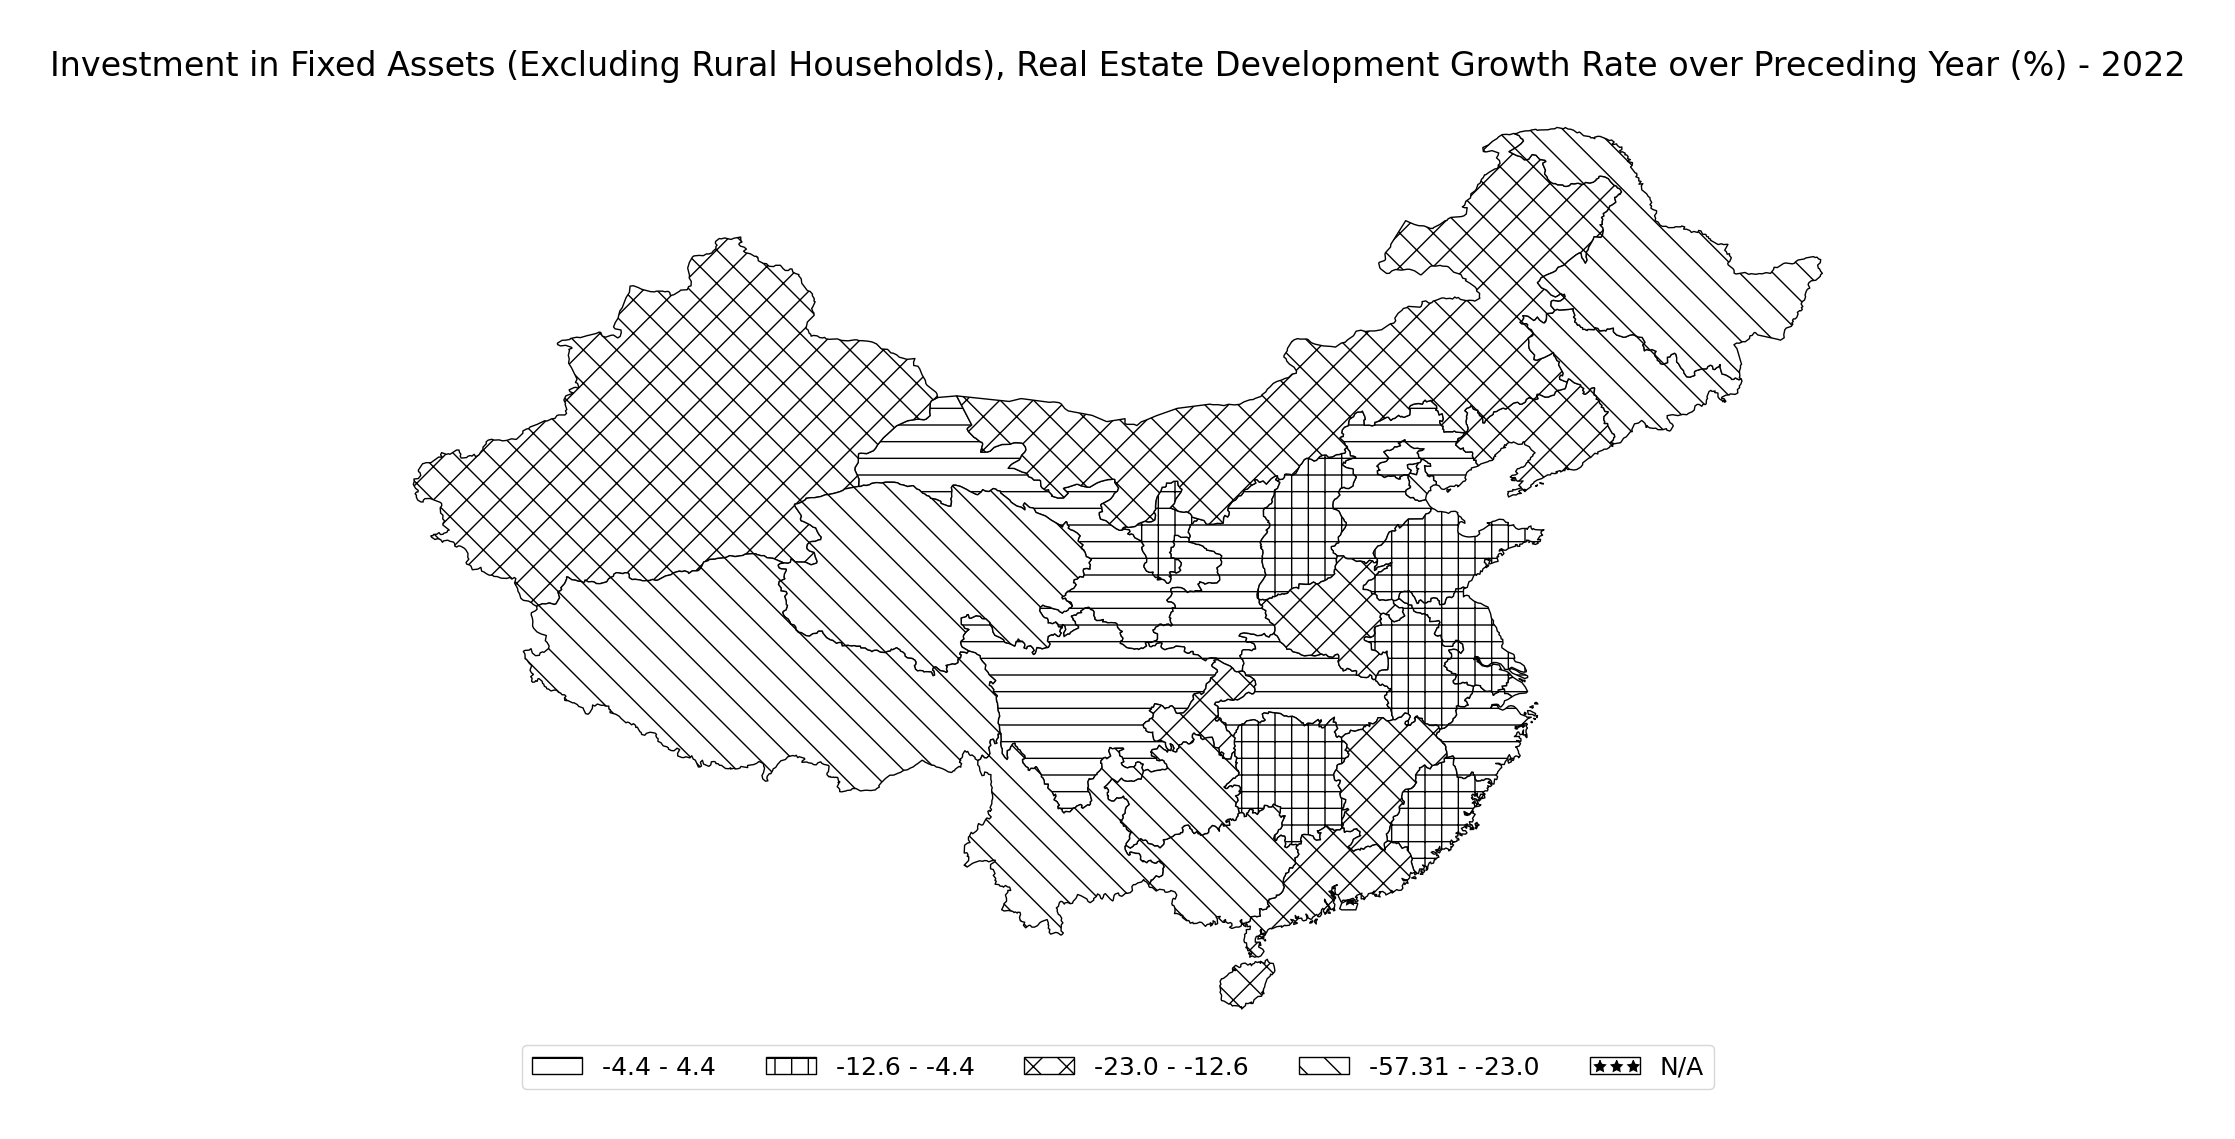 Investment in Fixed Assets (Excluding Rural Households), Real Estate Development Growth Rate over Preceding Year (%) - 2022
-4.4 - 4.4 -12.6 - -4.4 -23.0 - -12.6 -57.31 - -23.0 N/A